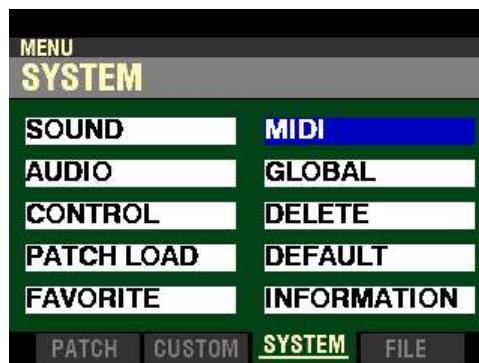 MENU
SYSTEM
SOUND
MIDI
AUDIO
GLOBAL
CONTROL
DELETE
PATCH LOAD
DEFAULT
FAVORITE
INFORMATION
PATCH CUSTOM SYSTEM FILE